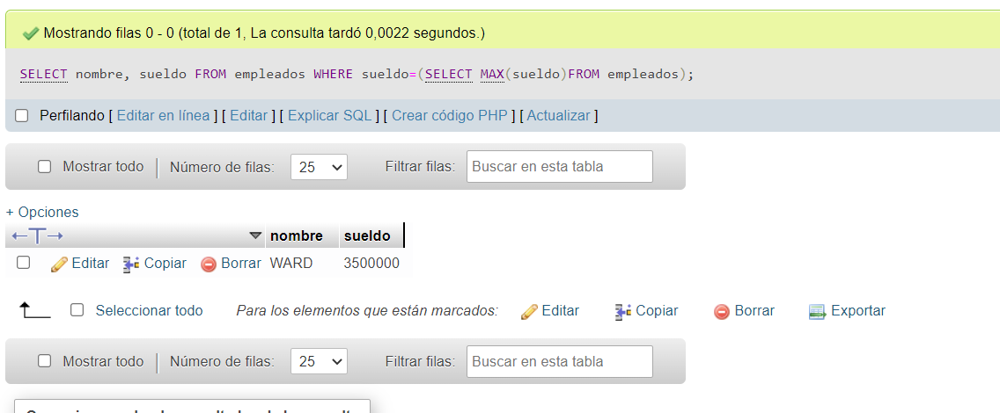 Mostrando filas 0 - 0 (total de 1, La consulta tardó 0,0022 segundos.)
SELECT nombre, sueldo FROM empleados WHERE sueldo=(SELECT MAX(sueldo)FROM empleados);
Perfilando [ Editar en línea ] [ Editar ] [ Explicar SQL ] [ Crear código PHP ] [ Actualizar ]
Mostrar todo | Número de filas: 25 Filtrar filas: Buscar en esta tabla
+ Opciones
←T→ nombre sueldo
Editar Copiar Borrar WARD 3500000
Seleccionar todo Para los elementos que están marcados: Editar Copiar Borrar Exportar
Mostrar todo | Número de filas: 25 Filtrar filas: Buscar en esta tabla